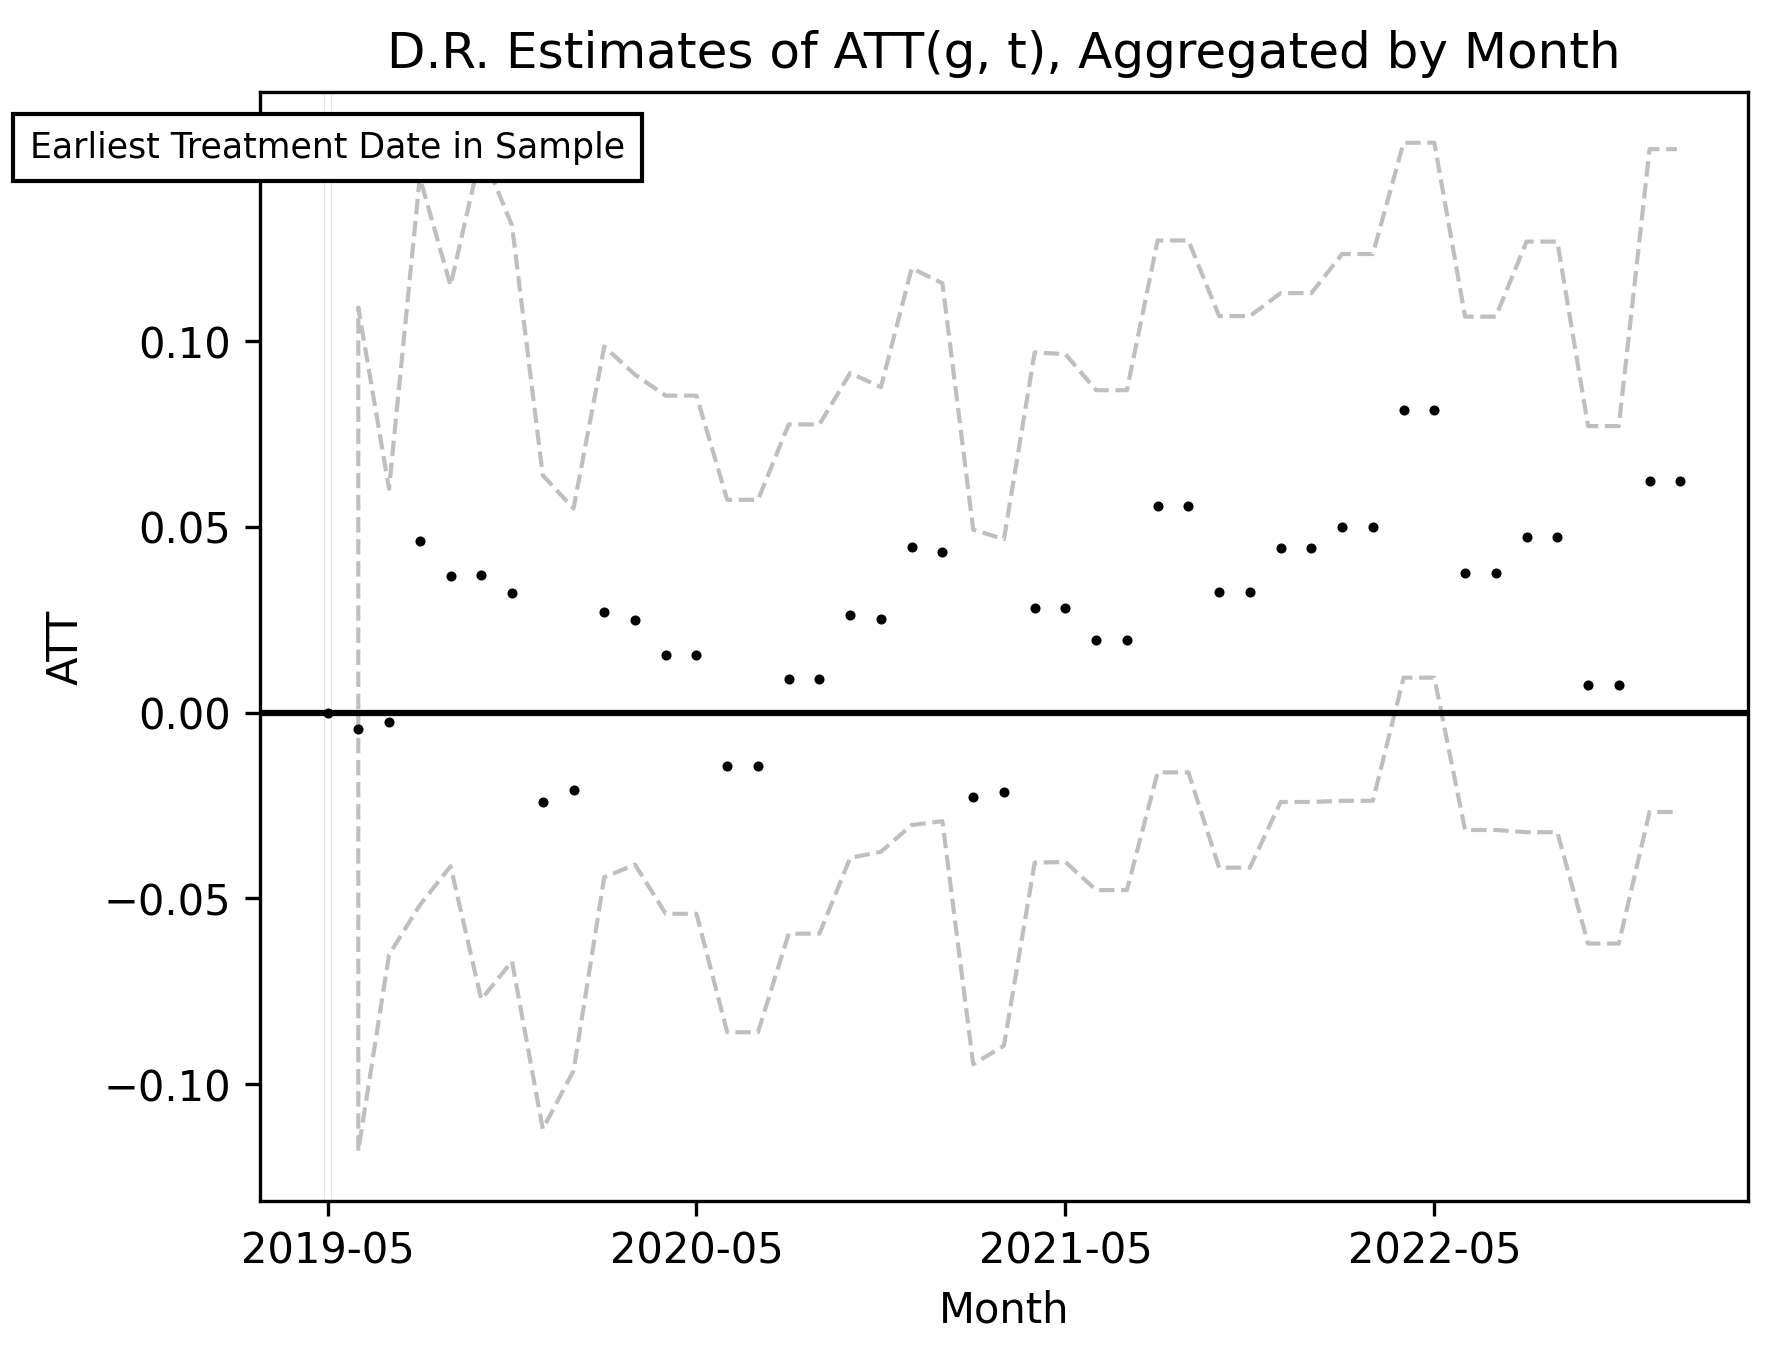 D.R. Estimates of ATT(g, t), Aggregated by Month
Earliest Treatment Date in Sample
0.10
0.05
0.00
−0.05
−0.10
ATT
2019-05
2020-05
2021-05
2022-05
Month